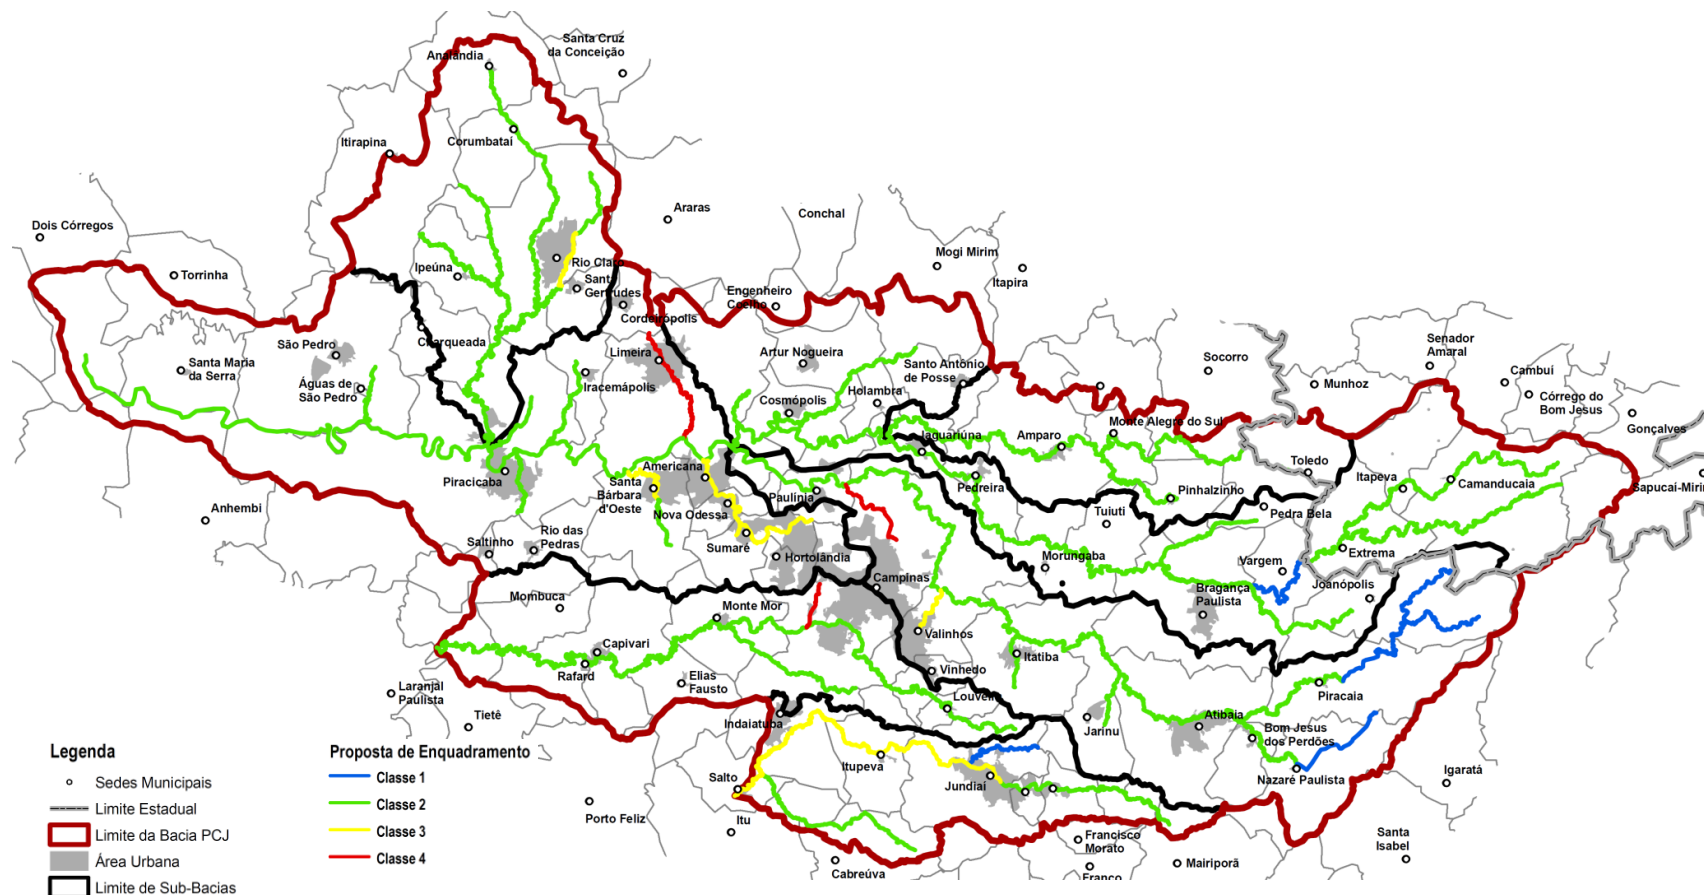 Santa Cruz
da Conceição
Analândia
Corumbataí
Itirapina
Araras
Conchal
Dois Córregos
Mogi Mirim
Torrinha
Ipeúna
Rio Claro
Itapira
Santa
Gertrudes
Engenheiro
Coelho
Cordeirópolis
Charqueada
São Pedro
Limeira
Artur Nogueira
Santo Antônio
de Posse
Socorro
Senador
Amaral
Santa Maria
da Serra
Águas de
São Pedro
Iracemápolis
Munhoz
Cambuí
Córrego do
Bom Jesus
Holambra
Cosmópolis
Gonçalves
Monte Alegre do Sul
Jaguariúna
Amparo
Americana
Toledo
Itapeva
Camanducaia
Sapucaí-Mirim
Piracicaba
Santa
Bárbara
d'Oeste
Paulínia
Pedreira
Pinhalzinho
Nova Odessa
Tuiuti
Pedra Bela
Anhembi
Rio das
Pedras
Saltinho
Sumaré
Hortolândia
Morungaba
Extrema
Vargem
Joanópolis
Campinas
Bragança
Paulista
Mombuca
Monte Mor
Valinhos
Capivari
Itatiba
Rafard
Vinhedo
Elias
Fausto
Laranjal
Paulista
Louveira
Piracaia
Tietê
Indaiatuba
Jarinu
Atibaia
Bom Jesus
dos Perdões
Itupeva
Salto
Jundiaí
Nazaré Paulista
Igaratá
Porto Feliz
Itu
Francisco
Morato
Santa
Isabel
Cabreúva
Franco
Mairiporã
Legenda
Sedes Municipais
Limite Estadual
Limite da Bacia PCJ
Área Urbana
Limite de Sub-Bacias
Proposta de Enquadramento
Classe 1
Classe 2
Classe 3
Classe 4